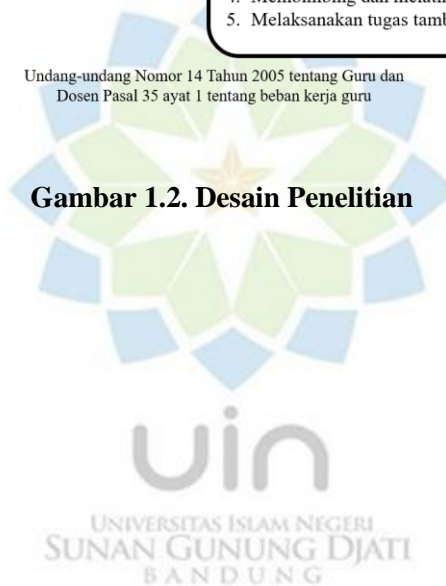 5. Melaksanakan tugas
Undang-undang Nomor 14 Tahun 2005 tentang Guru dan
Dosen Pasal 35 ayat 1 tentang beban kerja guru
Gambar 1.2. Desain Penelitian
uin
UNIVERSITAS ISLAM NEGERI
SUNAN GUNUNG DJATI
BANDUNG